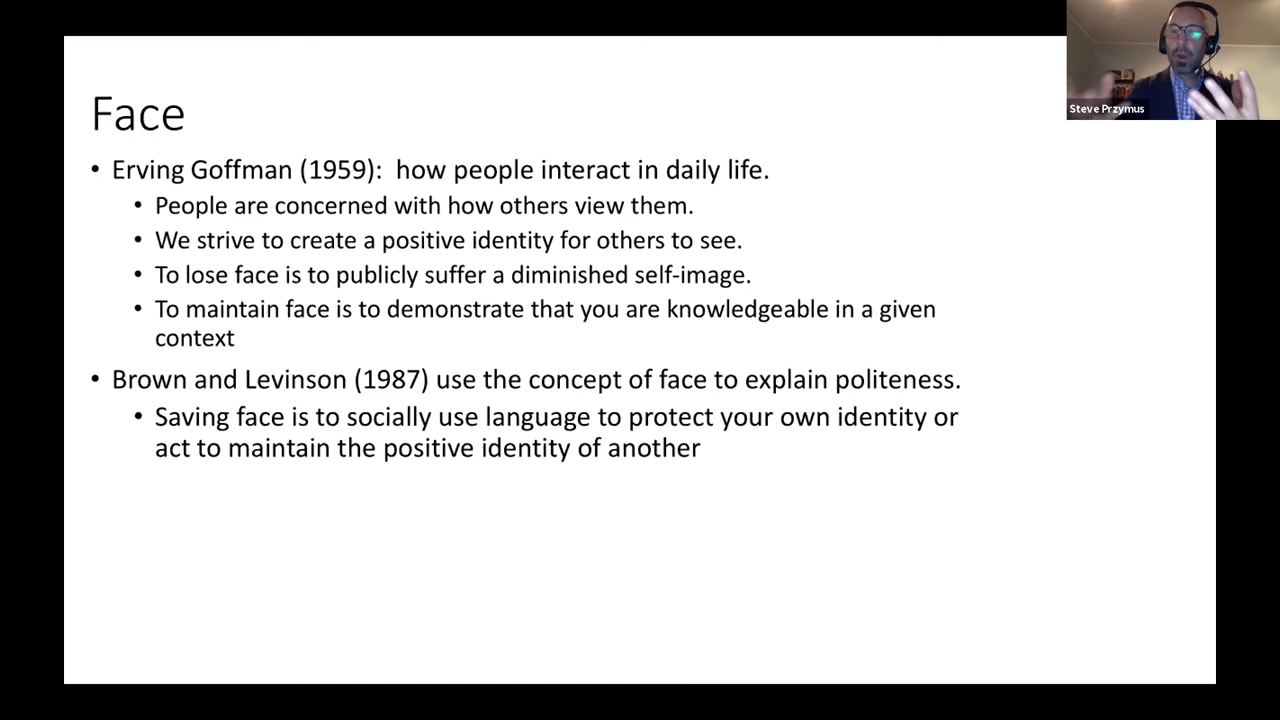 Steve Przymus
Face
• Erving Goffman (1959):  how people interact in daily life.
• People are concerned with how others view them.
• We strive to create a positive identity for others to see.
• To lose face is to publicly suffer a diminished self-image.
• To maintain face is to demonstrate that you are knowledgeable in a given
context
• Brown and Levinson (1987) use the concept of face to explain politeness.
• Saving face is to socially use language to protect your own identity or
act to maintain the positive identity of another